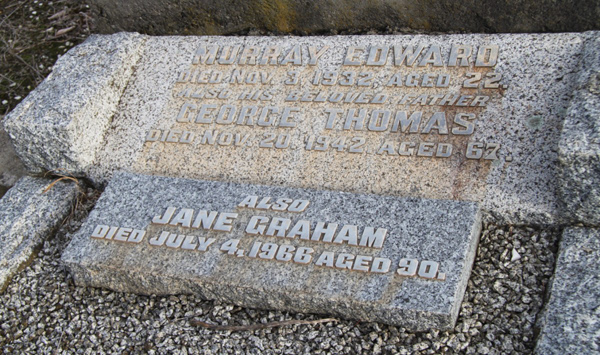 MURRAY EDWARD
DIED NOV. 3, 1932, AGED 22.
ALSO HIS BELOVED FATHER
GEORGE THOMAS
DIED NOV. 20, 1942, AGED 67.
ALSO
JANE GRAHAM
DIED JULY 4, 1966 AGED 90.